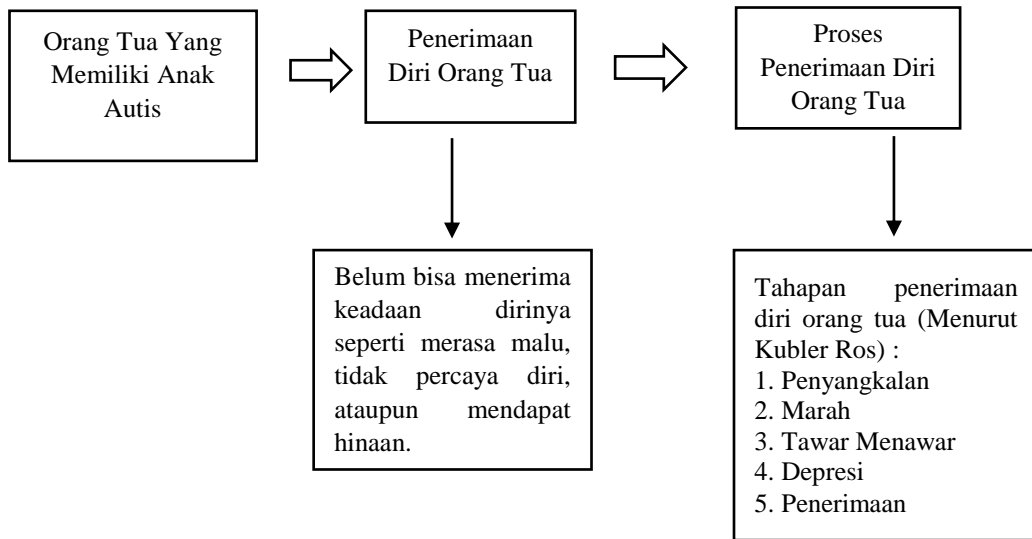 Orang Tua Yang
Memiliki Anak
Autis
Penerimaan
Diri Orang Tua
Proses
Penerimaan Diri
Orang Tua
Belum bisa menerima
keadaan dirinya
seperti merasa malu,
tidak percaya diri,
ataupun mendapat
hinaan.
Tahapan penerimaan
diri orang tua (Menurut
Kubler Ros) :
1. Penyangkalan
2. Marah
3. Tawar Menawar
4. Depresi
5. Penerimaan